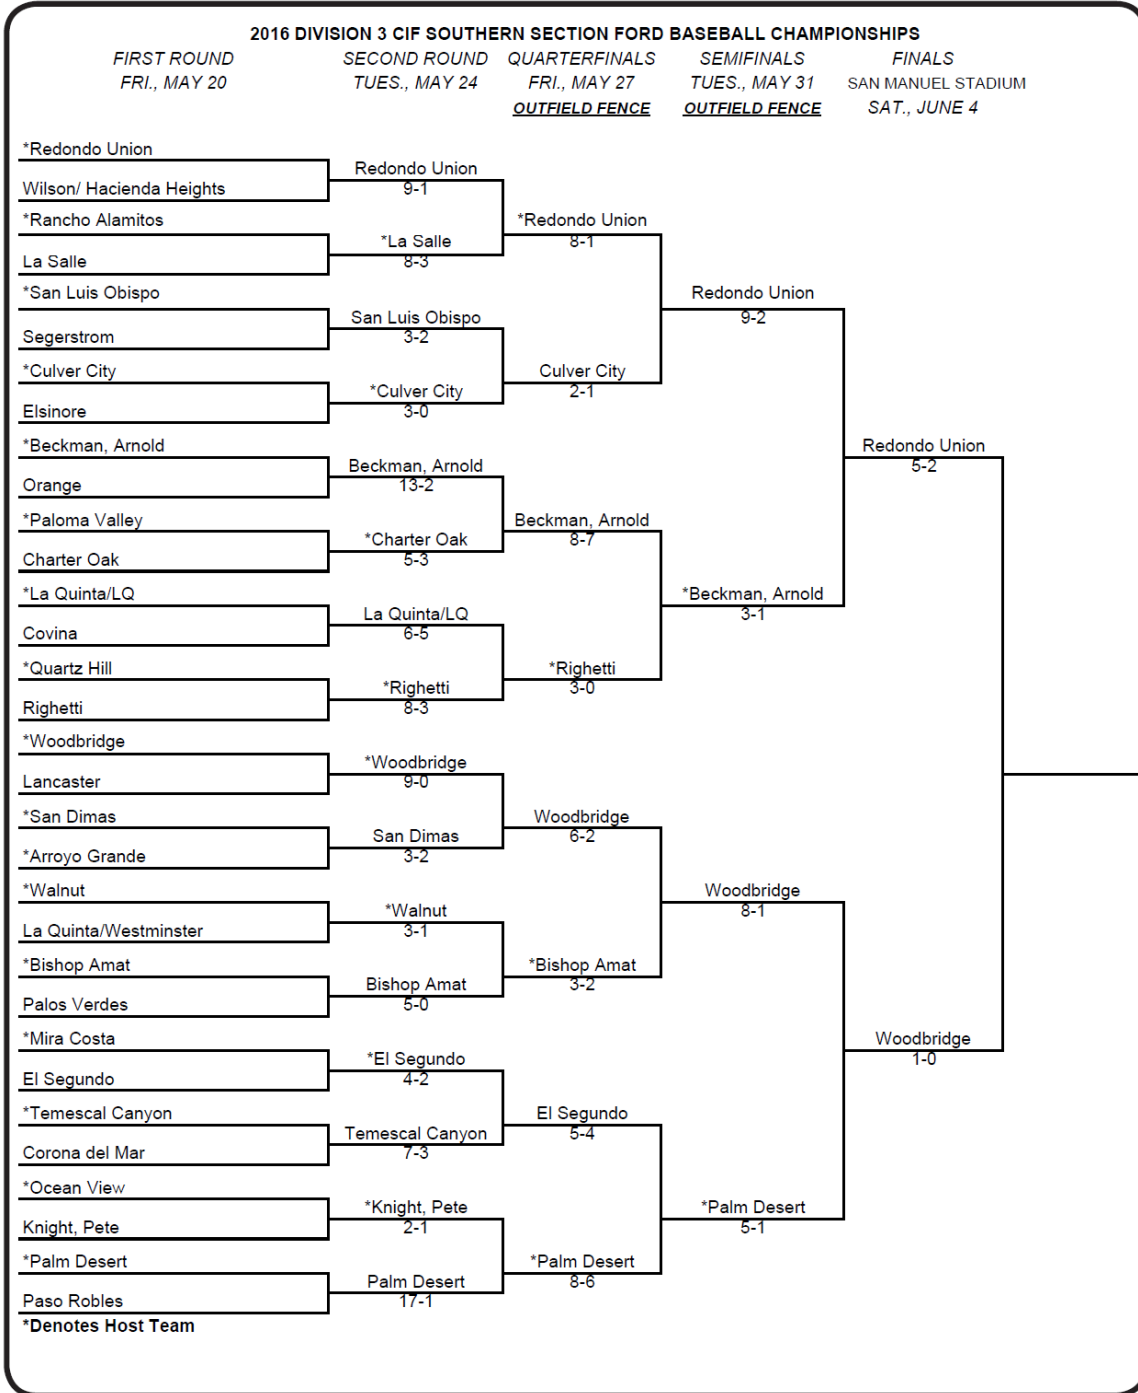 2016 DIVISION 3 CIF SOUTHERN SECTION FORD BASEBALL CHAMPIONSHIPS
FIRST ROUND SECOND ROUND QUARTERFINALS SEMIFINALS FINALS
FRI., MAY 20 TUES., MAY 24 FRI., MAY 27 TUES., MAY 31 SAN MANUEL STADIUM
OUTFIELD FENCE OUTFIELD FENCE SAT., JUNE 4
*Redondo Union
Redondo Union
Wilson/ Hacienda Heights 9-1
*Rancho Alamitos *Redondo Union
*La Salle 8-1
La Salle 8-3
*San Luis Obispo Redondo Union
San Luis Obispo 9-2
Segerstrom 3-2
*Culver City Culver City
*Culver City 2-1
Elsinore 3-0
*Beckman, Arnold Redondo Union
Beckman, Arnold 5-2
Orange 13-2
*Paloma Valley Beckman, Arnold
*Charter Oak 8-7
Charter Oak 5-3
*La Quinta/LQ *Beckman, Arnold
La Quinta/LQ 3-1
Covina 6-5
*Quartz Hill *Righetti
*Righetti 3-0
Righetti 8-3
*Woodbridge
*Woodbridge
Lancaster 9-0
*San Dimas Woodbridge
San Dimas 6-2
*Arroyo Grande 3-2
*Walnut Woodbridge
*Walnut 8-1
La Quinta/Westminster 3-1
*Bishop Amat *Bishop Amat
Bishop Amat 3-2
Palos Verdes 5-0
*Mira Costa Woodbridge
*El Segundo 1-0
El Segundo 4-2
*Temescal Canyon El Segundo
Temescal Canyon 5-4
Corona del Mar 7-3
*Ocean View
*Knight, Pete *Palm Desert
Knight, Pete 2-1 5-1
*Palm Desert *Palm Desert
Palm Desert 8-6
Paso Robles 17-1
*Denotes Host Team